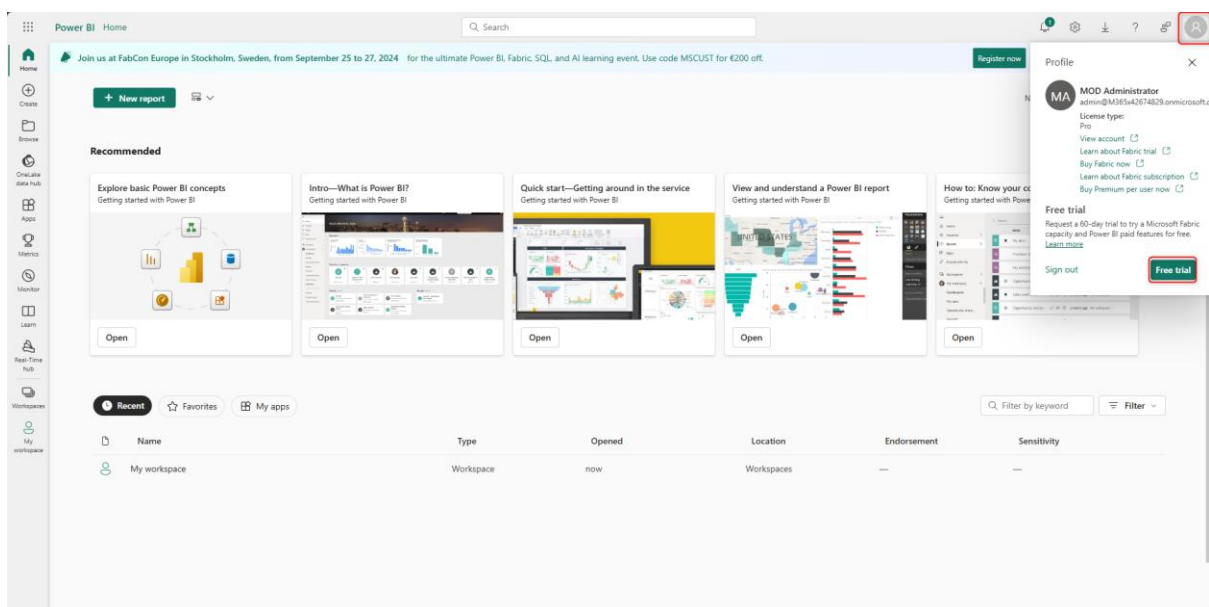 Power BI Home
Search
1
Home
Create
Browse
OneLake
data hub
Apps
Metrics
Monitor
Learn
Real-Time
hub
Workspaces
My
workspace
Join us at FabCon Europe in Stockholm, Sweden, from September 25 to 27, 2024 for the ultimate Power BI, Fabric, SQL, and AI learning event. Use code MSCUST for €200 off.
Register now
+ New report
N
Profile
MA
MOD Administrator
admin@M365x42674829.onmicrosoft.c
License type:
Pro
View account
Learn about Fabric trial
Buy Fabric now
Learn about Fabric subscription
Buy Premium per user now
Free trial
Request a 60-day trial to try a Microsoft Fabric
capacity and Power BI paid features for free.
Learn more
Sign out
Free trial
Recommended
Explore basic Power BI concepts
Getting started with Power BI
Open
Intro—What is Power BI?
Getting started with Power BI
Open
Quick start—Getting around in the service
Getting started with Power BI
Open
View and understand a Power BI report
Getting started with Power BI
UNITED STATES
Open
How to: Know your co
Getting started with Powe
Open
Recent
Favorites
My apps
Filter by keyword
Filter
Name Type Opened Location Endorsement Sensitivity
My workspace Workspace now Workspaces — —